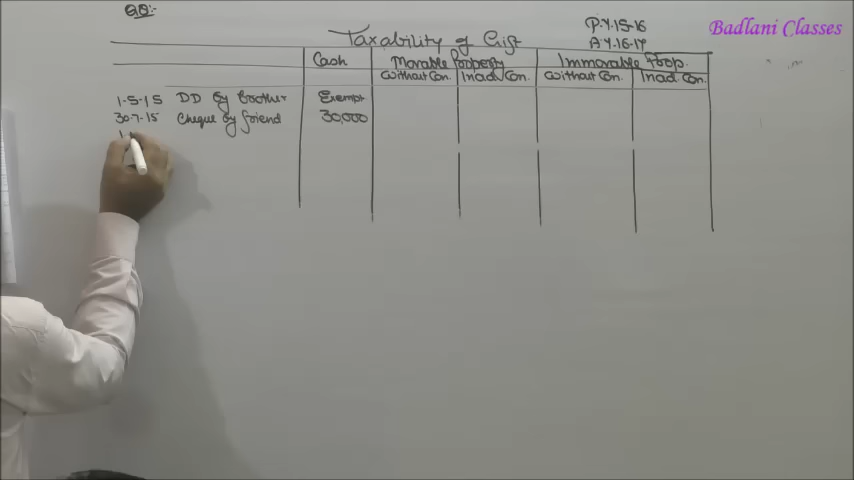 Q8:-
Badlani Classes
Taxability of Gift
P.Y.15-16
A.Y.16-17
Cash Movable Property Immovable Prop.
Without Con. Inad. Con. Without Con. Inad Con.
1-5-15 DD by brother Exempt
30-7-15 Cheque by friend 30,000